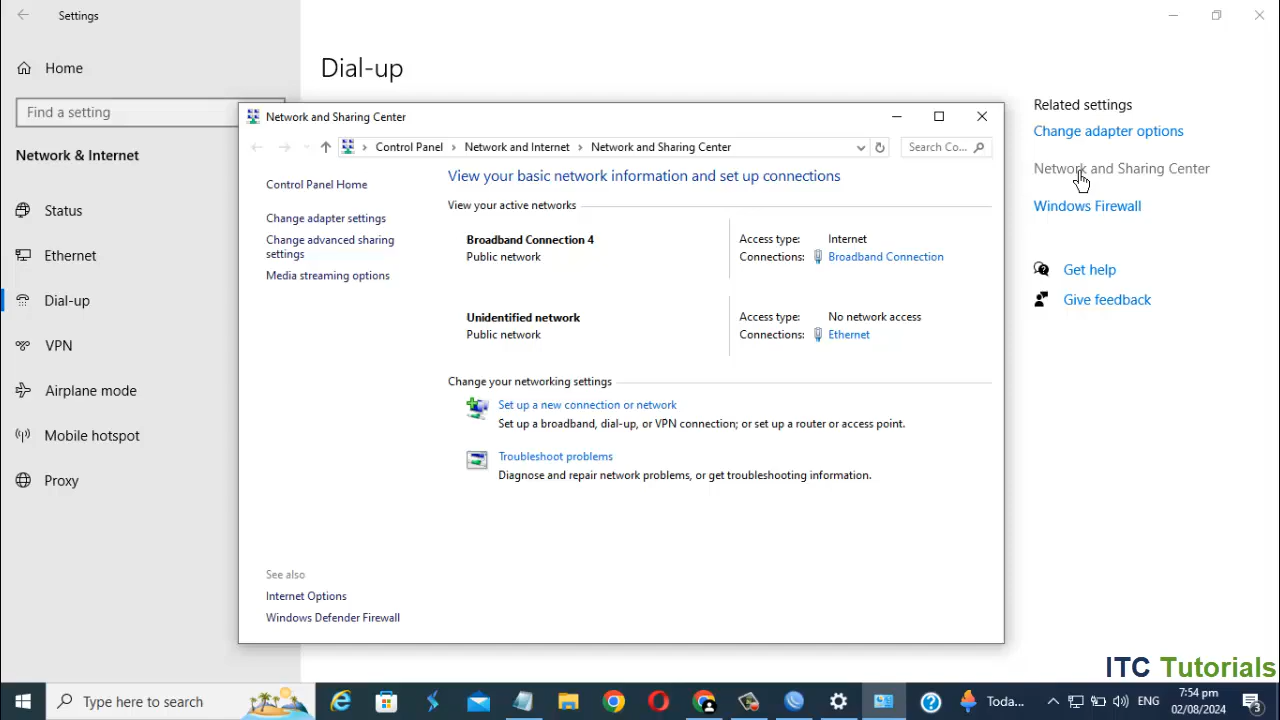 Settings
Home
Find a setting
Network & Internet
Status
Ethernet
Dial-up
VPN
Airplane mode
Mobile hotspot
Proxy
Dial-up
Network and Sharing Center
Control Panel
Network and Internet
Network and Sharing Center
Search Co...
Control Panel Home
Change adapter settings
Change advanced sharing
settings
Media streaming options
View your basic network information and set up connections
View your active networks
Broadband Connection 4
Public network
Access type: Internet
Connections: Broadband Connection
Unidentified network
Public network
Access type: No network access
Connections: Ethernet
Change your networking settings
Set up a new connection or network
Set up a broadband, dial-up, or VPN connection; or set up a router or access point.
Troubleshoot problems
Diagnose and repair network problems, or get troubleshooting information.
See also
Internet Options
Windows Defender Firewall
Related settings
Change adapter options
Network and Sharing Center
Windows Firewall
Get help
Give feedback
ITC Tutorials
Type here to search
Toda...
ENG
7:54 pm
02/08/2024
3